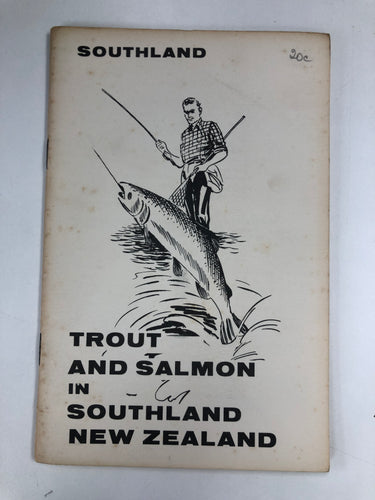 SOUTHLAND
20c
TROUT
AND SALMON
IN
SOUTHLAND
NEW ZEALAND